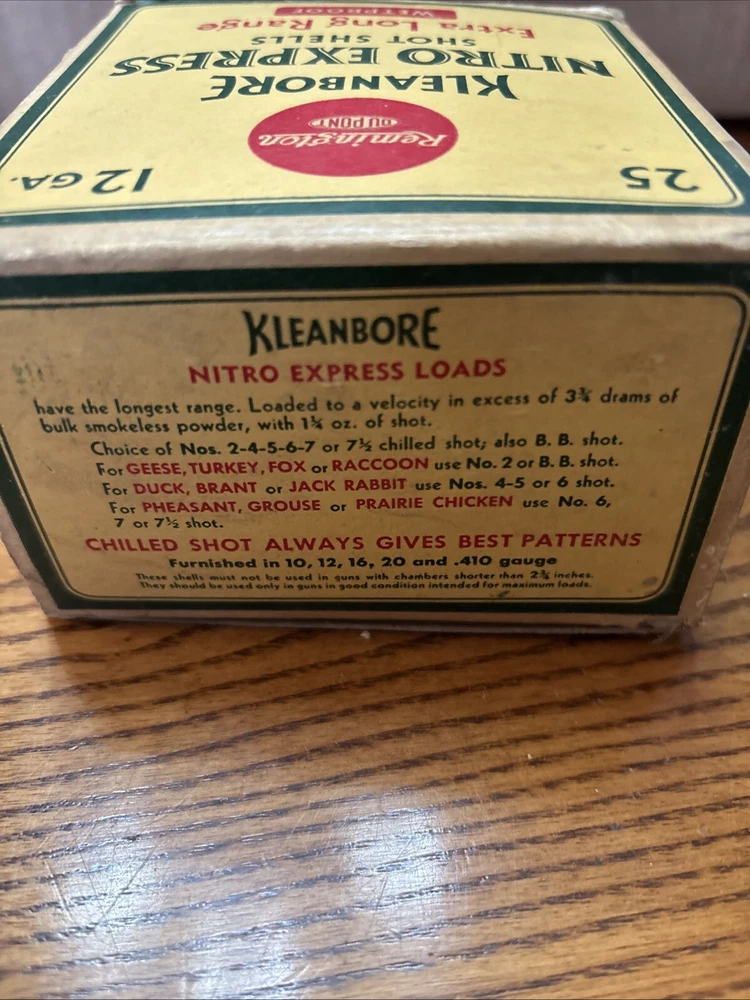 WETPROOF
Extra Long Range
SHOT SHELLS
NITRO EXPRESS
KLEANBORE
Remington
DU PONT
25
12 GA.
KLEANBORE
NITRO EXPRESS LOADS
have the longest range. Loaded to a velocity in excess of 3¾ drams of
bulk smokeless powder, with 1¼ oz. of shot.
Choice of Nos. 2-4-5-6-7 or 7½ chilled shot; also B. B. shot.
For GEESE, TURKEY, FOX or RACCOON use No. 2 or B. B. shot.
For DUCK, BRANT or JACK RABBIT use Nos. 4-5 or 6 shot.
For PHEASANT, GROUSE or PRAIRIE CHICKEN use No. 6,
7 or 7½ shot.
CHILLED SHOT ALWAYS GIVES BEST PATTERNS
Furnished in 10, 12, 16, 20 and .410 gauge
These shells must not be used in guns with chambers shorter than 2¾ inches.
They should be used only in guns in good condition intended for maximum loads.